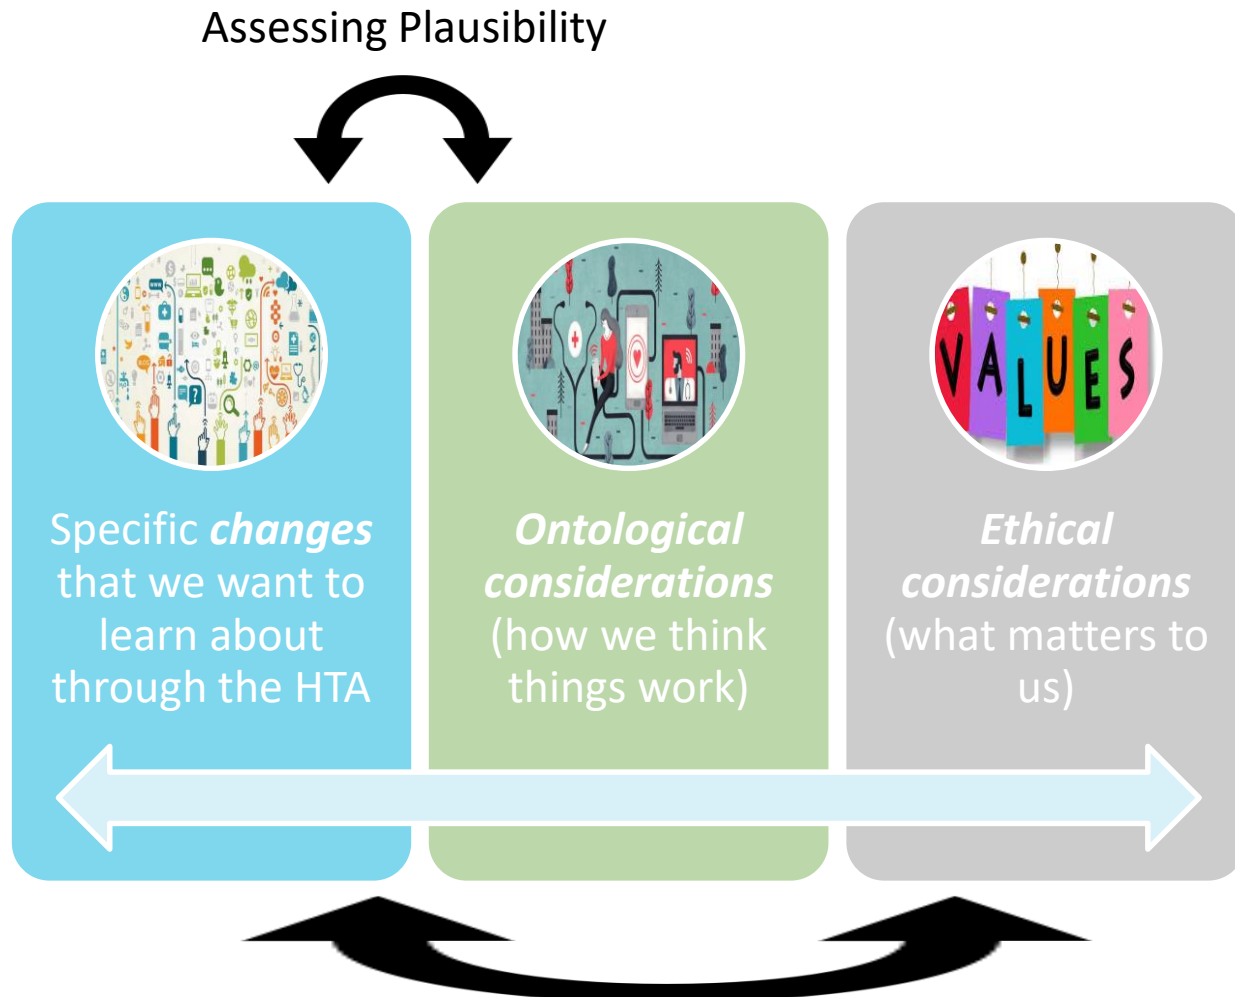 Assessing Plausibility
Specific changes
that we want to
learn about
through the HTA
Ontological
considerations
(how we think
things work)
VALUES
Ethical
considerations
(what matters to
us)